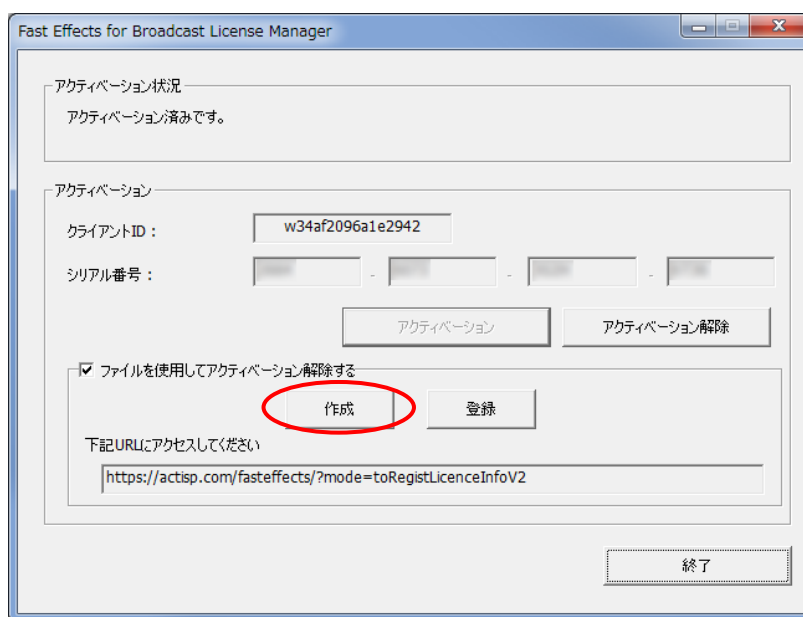 Fast Effects for Broadcast License Manager
アクティベーション状況
アクティベーション済みです。
アクティベーション
クライアントID：
w34af2096a1e2942
シリアル番号：
- - -
アクティベーション
アクティベーション解除
ファイルを使用してアクティベーション解除する
作成
登録
下記URLにアクセスしてください
https://actisp.com/fasteffects/?mode=toRegistLicenceInfoV2
終了